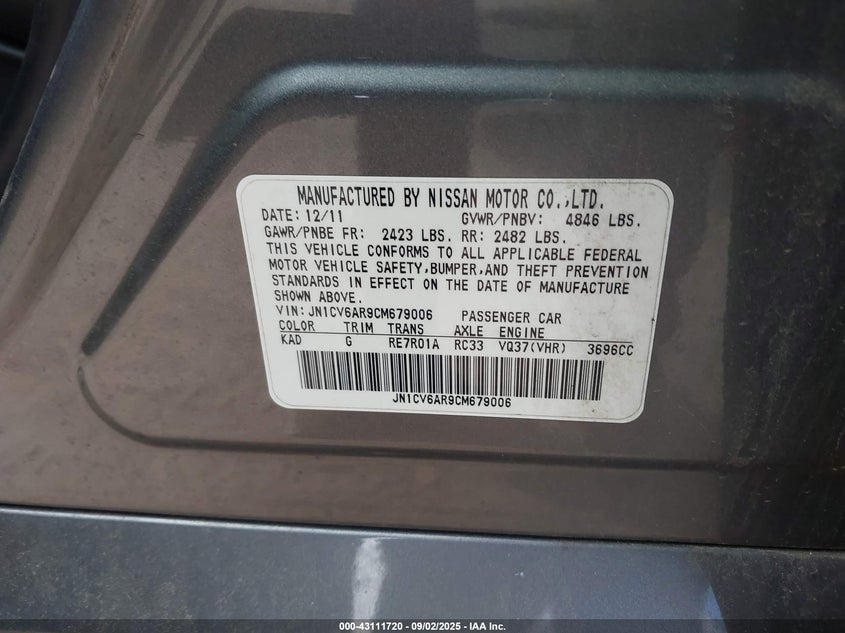 MANUFACTURED BY NISSAN MOTOR CO.,LTD.
DATE: 12/11 GVWR/PNBV: 4846 LBS.
GAWR/PNBE FR: 2423 LBS. RR: 2482 LBS.
THIS VEHICLE CONFORMS TO ALL APPLICABLE FEDERAL
MOTOR VEHICLE SAFETY,BUMPER,AND THEFT PREVENTION
STANDARDS IN EFFECT ON THE DATE OF MANUFACTURE
SHOWN ABOVE.
VIN:JN1CV6AR9CM679006 PASSENGER CAR
COLOR TRIM TRANS AXLE ENGINE
KAD G RE7R01A RC33 VQ37(VHR) 3696CC
JN1CV6AR9CM679006
000-43111720 - 09/02/2025 - IAA Inc.